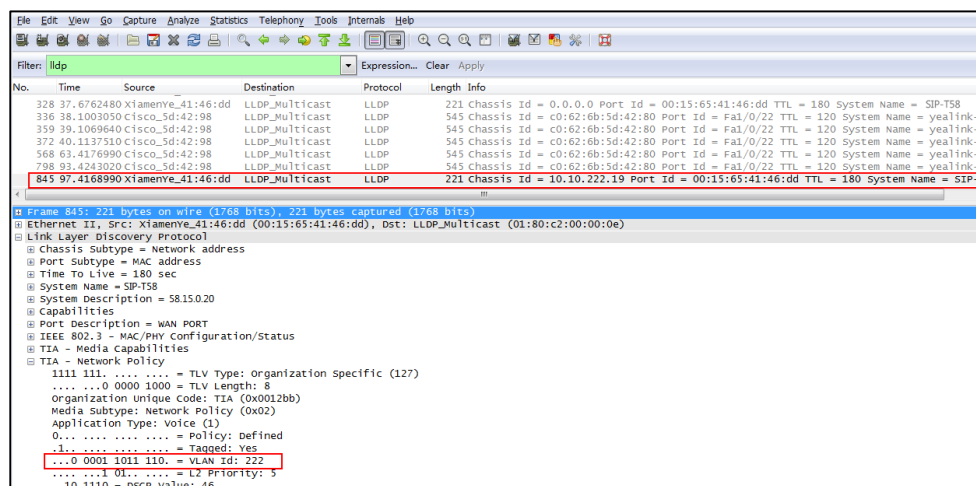 File Edit View Go Capture Analyze Statistics Telephony Tools Internals Help
Filter: lldp Expression... Clear Apply
No. Time Source Destination Protocol Length Info
328 37.6762480 XiamenYe_41:46:dd LLDP_Multicast LLDP 221 Chassis Id = 0.0.0.0 Port Id = 00:15:65:41:46:dd TTL = 180 System Name = SIP-T58
336 38.1003050 Cisco_5d:42:98 LLDP_Multicast LLDP 545 Chassis Id = c0:62:6b:5d:42:80 Port Id = Fa1/0/22 TTL = 120 System Name = yealink-
359 39.1069640 Cisco_5d:42:98 LLDP_Multicast LLDP 545 Chassis Id = c0:62:6b:5d:42:80 Port Id = Fa1/0/22 TTL = 120 System Name = yealink-
372 40.1137510 Cisco_5d:42:98 LLDP_Multicast LLDP 545 Chassis Id = c0:62:6b:5d:42:80 Port Id = Fa1/0/22 TTL = 120 System Name = yealink-
568 63.4176990 Cisco_5d:42:98 LLDP_Multicast LLDP 545 Chassis Id = c0:62:6b:5d:42:80 Port Id = Fa1/0/22 TTL = 120 System Name = yealink-
798 93.4243020 Cisco_5d:42:98 LLDP_Multicast LLDP 545 Chassis Id = c0:62:6b:5d:42:80 Port Id = Fa1/0/22 TTL = 120 System Name = yealink-
845 97.4168990 XiamenYe_41:46:dd LLDP_Multicast LLDP 221 Chassis Id = 10.10.222.19 Port Id = 00:15:65:41:46:dd TTL = 180 System Name = SIP-
Frame 845: 221 bytes on wire (1768 bits), 221 bytes captured (1768 bits)
Ethernet II, Src: XiamenYe_41:46:dd (00:15:65:41:46:dd), Dst: LLDP_Multicast (01:80:c2:00:00:0e)
Link Layer Discovery Protocol
Chassis Subtype = Network address
Port Subtype = MAC address
Time To Live = 180 sec
System Name = SIP-T58
System Description = 58.15.0.20
Capabilities
Port Description = WAN PORT
IEEE 802.3 - MAC/PHY Configuration/Status
TIA - Media Capabilities
TIA - Network Policy
1111 111. .... .... = TLV Type: Organization Specific (127)
.... ...0 0000 1000 = TLV Length: 8
Organization Unique Code: TIA (0x0012bb)
Media Subtype: Network Policy (0x02)
Application Type: Voice (1)
0... .... .... .... = Policy: Defined
.1.. .... .... .... = Tagged: Yes
...0 0001 1011 110. = VLAN Id: 222
.... ...1 01.. .... = L2 Priority: 5
..10 1110 = DSCP Value: 46